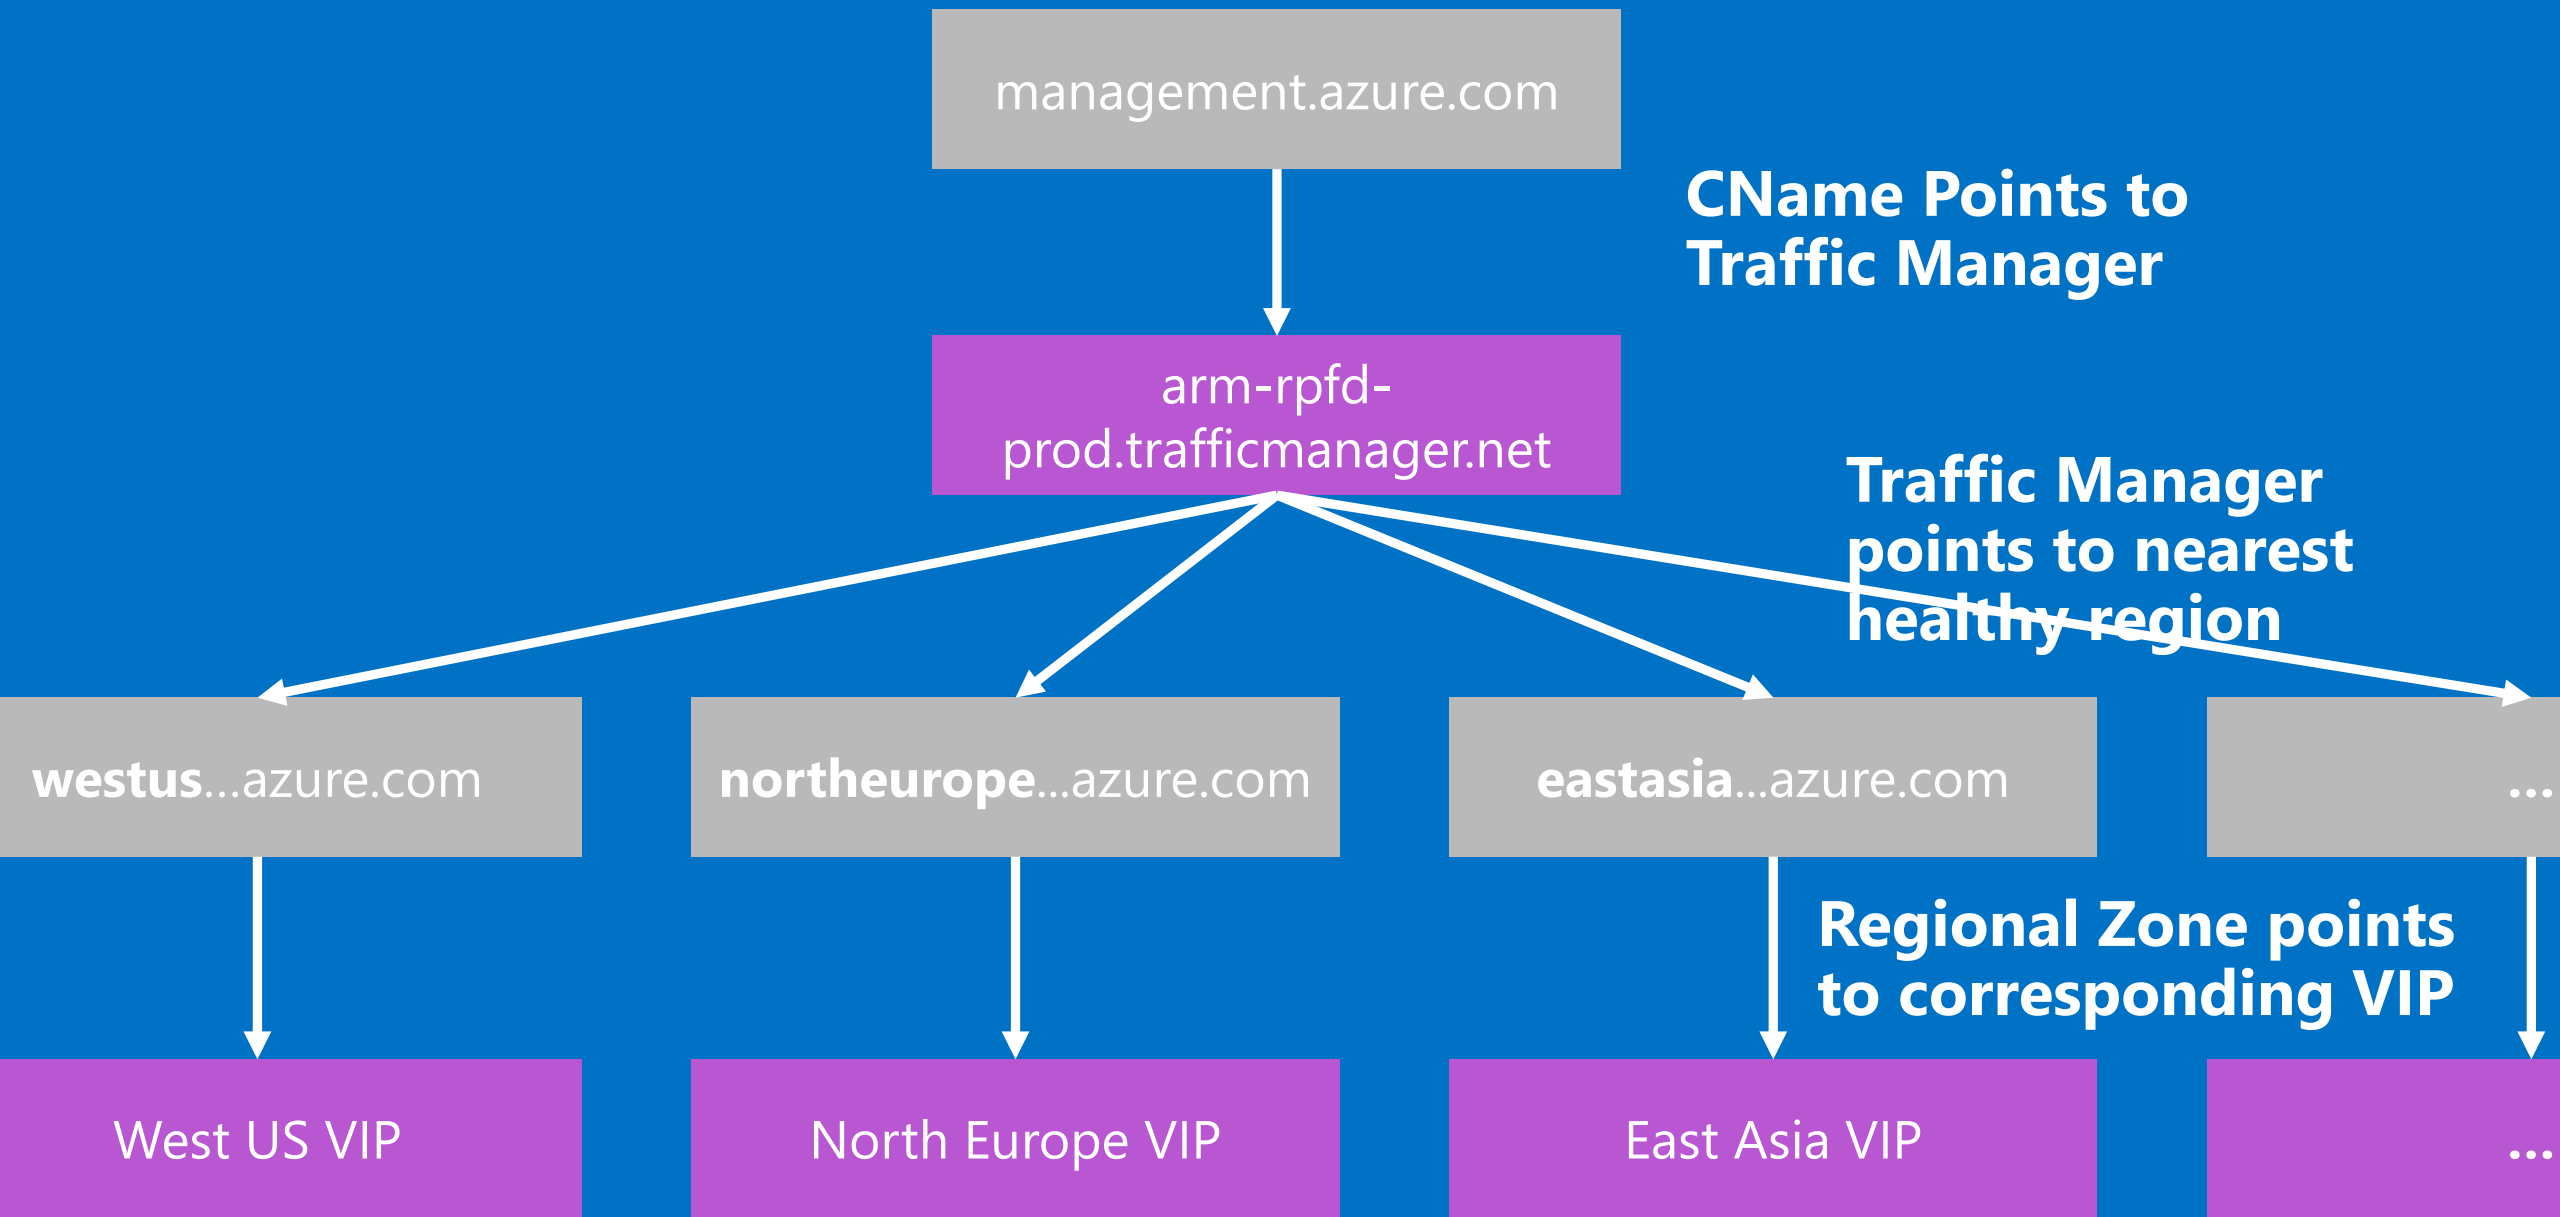 management.azure.com
CName Points to
Traffic Manager
arm-rpfd-
prod.trafficmanager.net
Traffic Manager
points to nearest
healthy region
westus...azure.com
northeurope...azure.com
eastasia...azure.com
...
Regional Zone points
to corresponding VIP
West US VIP
North Europe VIP
East Asia VIP
...